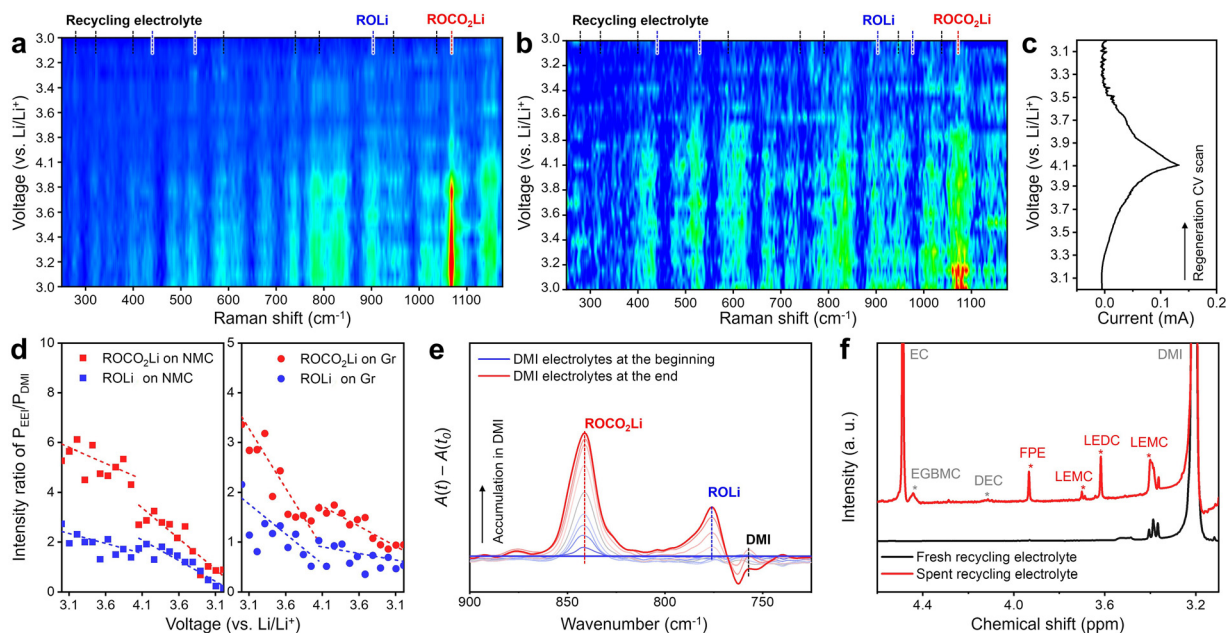 Recycling electrolyte ROLi ROCO₂Li
a
3.0
3.2
3.4
3.6
3.8
4.1
3.8
3.6
3.4
3.2
3.0
Voltage (vs. Li/Li⁺)
300 400 500 600 700 800 900 1000 1100
Raman shift (cm⁻¹)
Recycling electrolyte ROLi ROCO₂Li
b
3.0
3.2
3.4
3.6
3.8
4.1
3.8
3.6
3.4
3.2
3.0
Voltage (vs. Li/Li⁺)
300 400 500 600 700 800 900 1000 1100
Raman shift (cm⁻¹)
c
3.1
3.3
3.5
3.7
3.9
4.1
3.9
3.7
3.5
3.3
3.1
Voltage (vs. Li/Li⁺)
Regeneration CV scan
0.0 0.1 0.2
Current (mA)
d
Intensity ratio of P_EEI/P_DMI
10
8
6
4
2
0
ROCO₂Li on NMC
ROLi on NMC
3.1 3.6 4.1 3.6 3.1
5
4
3
2
1
0
ROCO₂Li on Gr
ROLi on Gr
3.1 3.6 4.1 3.6 3.1
Voltage (vs. Li/Li⁺)
e
A(t) − A(t₀)
Accumulation in DMI
DMI electrolytes at the beginning
DMI electrolytes at the end
ROCO₂Li
ROLi
DMI
900 850 800 750
Wavenumber (cm⁻¹)
f
Intensity (a. u.)
EC DMI
EGBMC
DEC
FPE
LEMC
LEDC
LEMC
Fresh recycling electrolyte
Spent recycling electrolyte
4.4 4.0 3.6 3.2
Chemical shift (ppm)